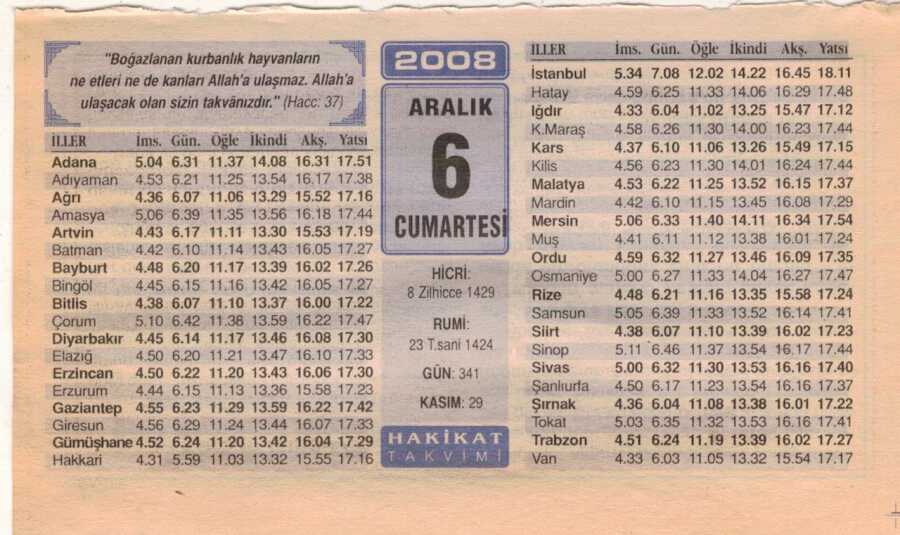 "Boğazlanan kurbanlık hayvanların
ne etleri ne de kanları Allah'a ulaşmaz. Allah'a
ulaşacak olan sizin takvânızdır." (Hacc: 37)
İLLER İms. Gün. Öğle İkindi Akş. Yatsı
Adana 5.04 6.31 11.37 14.08 16.31 17.51
Adıyaman 4.53 6.21 11.25 13.54 16.17 17.38
Ağrı 4.36 6.07 11.06 13.29 15.52 17.16
Amasya 5.06 6.39 11.35 13.56 16.18 17.44
Artvin 4.43 6.17 11.11 13.30 15.53 17.19
Batman 4.42 6.10 11.14 13.43 16.05 17.27
Bayburt 4.48 6.20 11.17 13.39 16.02 17.26
Bingöl 4.45 6.15 11.16 13.42 16.05 17.27
Bitlis 4.38 6.07 11.10 13.37 16.00 17.22
Çorum 5.10 6.42 11.38 13.59 16.22 17.47
Diyarbakır 4.45 6.14 11.17 13.46 16.08 17.30
Elazığ 4.50 6.20 11.21 13.47 16.10 17.33
Erzincan 4.50 6.22 11.20 13.43 16.06 17.30
Erzurum 4.44 6.15 11.13 13.36 15.58 17.23
Gaziantep 4.55 6.23 11.29 13.59 16.22 17.42
Giresun 4.56 6.29 11.24 13.44 16.07 17.33
Gümüşhane 4.52 6.24 11.20 13.42 16.04 17.29
Hakkari 4.31 5.59 11.03 13.32 15.55 17.16
2008
ARALIK
6
CUMARTESİ
HİCRİ:
8 Zilhicce 1429
RUMİ:
23 T.sani 1424
GÜN: 341
KASIM: 29
HAKİKAT
TAKVİMİ
İLLER İms. Gün. Öğle İkindi Akş. Yatsı
İstanbul 5.34 7.08 12.02 14.22 16.45 18.11
Hatay 4.59 6.25 11.33 14.06 16.29 17.48
Iğdır 4.33 6.04 11.02 13.25 15.47 17.12
K.Maraş 4.58 6.26 11.30 14.00 16.23 17.44
Kars 4.37 6.10 11.06 13.26 15.49 17.15
Kilis 4.56 6.23 11.30 14.01 16.24 17.44
Malatya 4.53 6.22 11.25 13.52 16.15 17.37
Mardin 4.42 6.10 11.15 13.45 16.08 17.29
Mersin 5.06 6.33 11.40 14.11 16.34 17.54
Muş 4.41 6.11 11.12 13.38 16.01 17.24
Ordu 4.59 6.32 11.27 13.46 16.09 17.35
Osmaniye 5.00 6.27 11.33 14.04 16.27 17.47
Rize 4.48 6.21 11.16 13.35 15.58 17.24
Samsun 5.05 6.39 11.33 13.52 16.14 17.41
Siirt 4.38 6.07 11.10 13.39 16.02 17.23
Sinop 5.11 6.46 11.37 13.54 16.17 17.44
Sivas 5.00 6.32 11.30 13.53 16.16 17.40
Şanlıurfa 4.50 6.17 11.23 13.54 16.16 17.37
Şırnak 4.36 6.04 11.08 13.38 16.01 17.22
Tokat 5.03 6.35 11.32 13.53 16.16 17.41
Trabzon 4.51 6.24 11.19 13.39 16.02 17.27
Van 4.33 6.03 11.05 13.32 15.54 17.17